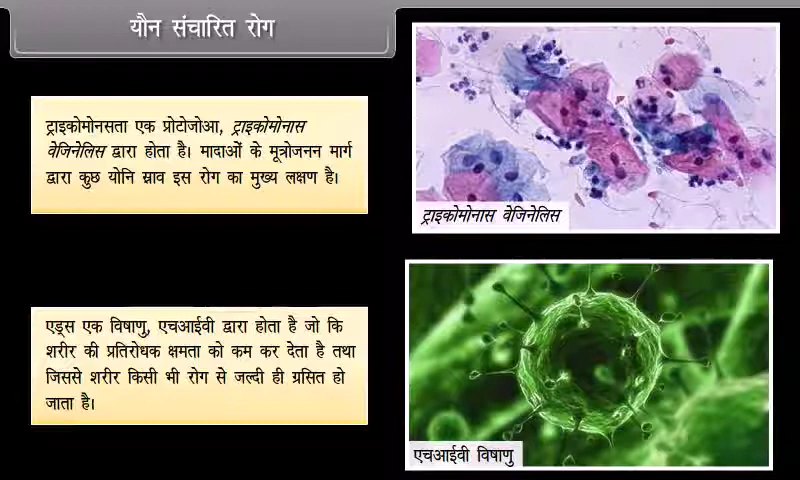 यौन संचारित रोग
ट्राइकोमोनसता एक प्रोटोजोआ, ट्राइकोमोनास
वेजिनेलिस द्वारा होता है। मादाओं के मूत्रोजनन मार्ग
द्वारा कुछ योनि स्राव इस रोग का मुख्य लक्षण है।
ट्राइकोमोनास वेजिनेलिस
एड्स एक विषाणु, एचआईवी द्वारा होता है जो कि
शरीर की प्रतिरोधक क्षमता को कम कर देता है तथा
जिससे शरीर किसी भी रोग से जल्दी ही ग्रसित हो
जाता है।
एचआईवी विषाणु